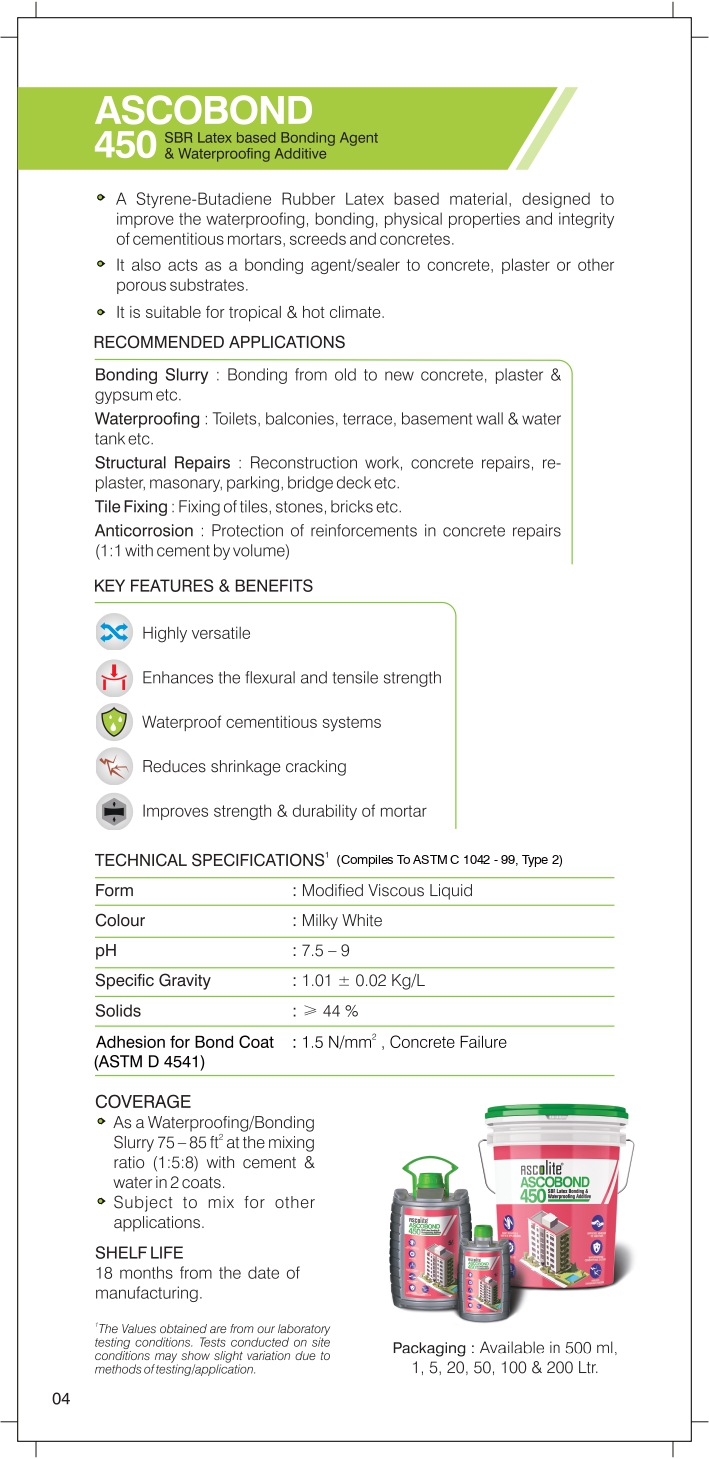 ASCOBOND
450 SBR Latex based Bonding Agent
& Waterproofing Additive
A Styrene-Butadiene Rubber Latex based material, designed to
improve the waterproofing, bonding, physical properties and integrity
of cementitious mortars, screeds and concretes.
It also acts as a bonding agent/sealer to concrete, plaster or other
porous substrates.
It is suitable for tropical & hot climate.
RECOMMENDED APPLICATIONS
Bonding Slurry : Bonding from old to new concrete, plaster &
gypsum etc.
Waterproofing : Toilets, balconies, terrace, basement wall & water
tank etc.
Structural Repairs : Reconstruction work, concrete repairs, re-
plaster, masonary, parking, bridge deck etc.
Tile Fixing : Fixing of tiles, stones, bricks etc.
Anticorrosion : Protection of reinforcements in concrete repairs
(1:1 with cement by volume)
KEY FEATURES & BENEFITS
Highly versatile
Enhances the flexural and tensile strength
Waterproof cementitious systems
Reduces shrinkage cracking
Improves strength & durability of mortar
TECHNICAL SPECIFICATIONS¹ (Compiles To ASTM C 1042 - 99, Type 2)
Form : Modified Viscous Liquid
Colour : Milky White
pH : 7.5 – 9
Specific Gravity : 1.01 ± 0.02 Kg/L
Solids : ⩾ 44 %
Adhesion for Bond Coat : 1.5 N/mm² , Concrete Failure
(ASTM D 4541)
COVERAGE
As a Waterproofing/Bonding
Slurry 75 – 85 ft² at the mixing
ratio (1:5:8) with cement &
water in 2 coats.
Subject to mix for other
applications.
SHELF LIFE
18 months from the date of
manufacturing.
¹The Values obtained are from our laboratory
testing conditions. Tests conducted on site
conditions may show slight variation due to
methods of testing/application.
ASCOlite®
ASCOBOND
450 SBR Latex Bonding &
Waterproofing Additive
ASCOlite
ASCOBOND
450
ASCOlite
ASCOBOND
450
Packaging : Available in 500 ml,
1, 5, 20, 50, 100 & 200 Ltr.
04